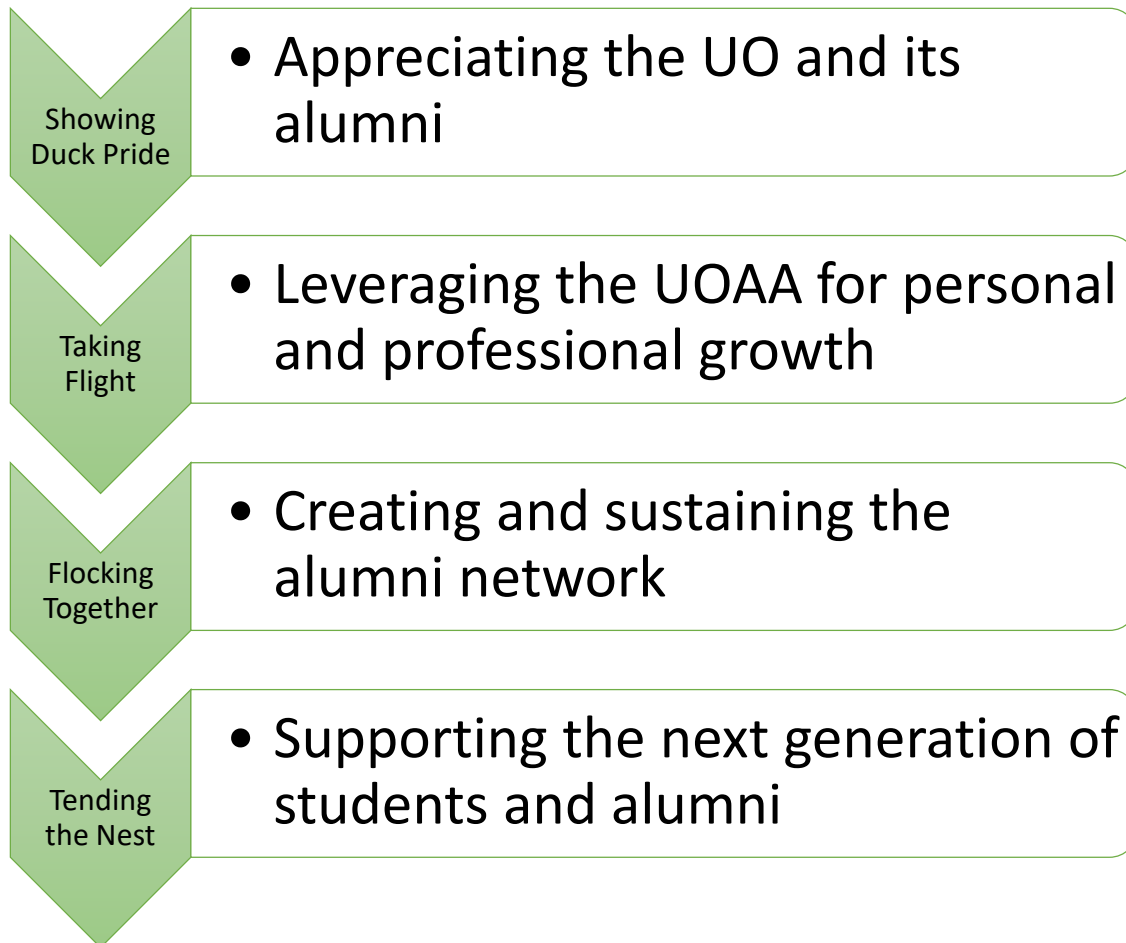 Showing
Duck Pride
• Appreciating the UO and its
alumni
Taking
Flight
• Leveraging the UOAA for personal
and professional growth
Flocking
Together
• Creating and sustaining the
alumni network
Tending
the Nest
• Supporting the next generation of
students and alumni